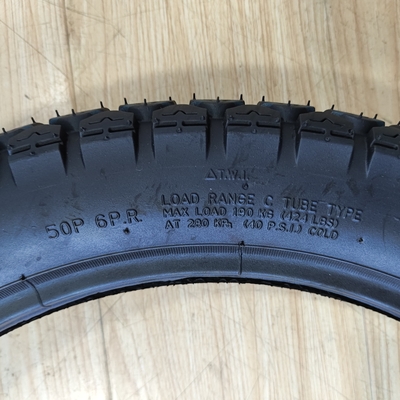 △T.W.I.
LOAD RANGE C TUBE TYPE
MAX LOAD 190 KG (421 LBS)
AT 280 KPa (40 P.S.I.) COLD
50P 6P.R.